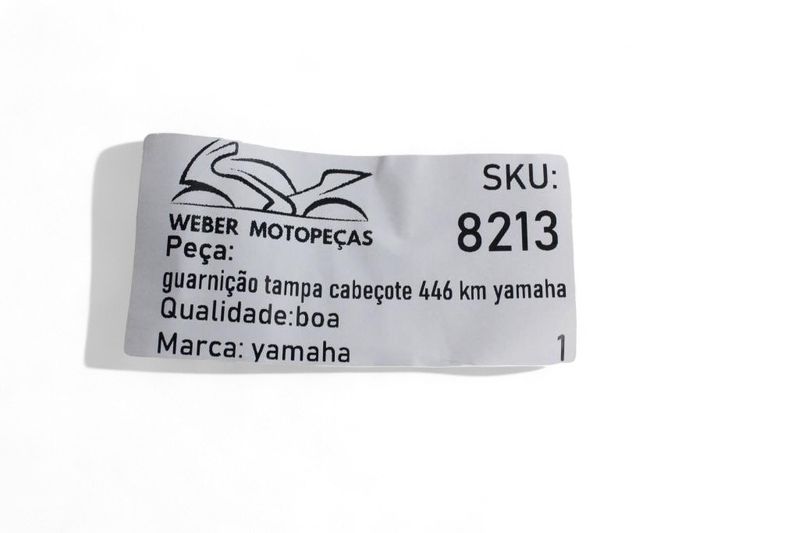 WEBER MOTOPEÇAS
SKU:
8213
Peça:
guarnição tampa cabeçote 446 km yamaha
Qualidade:boa
Marca: yamaha
1